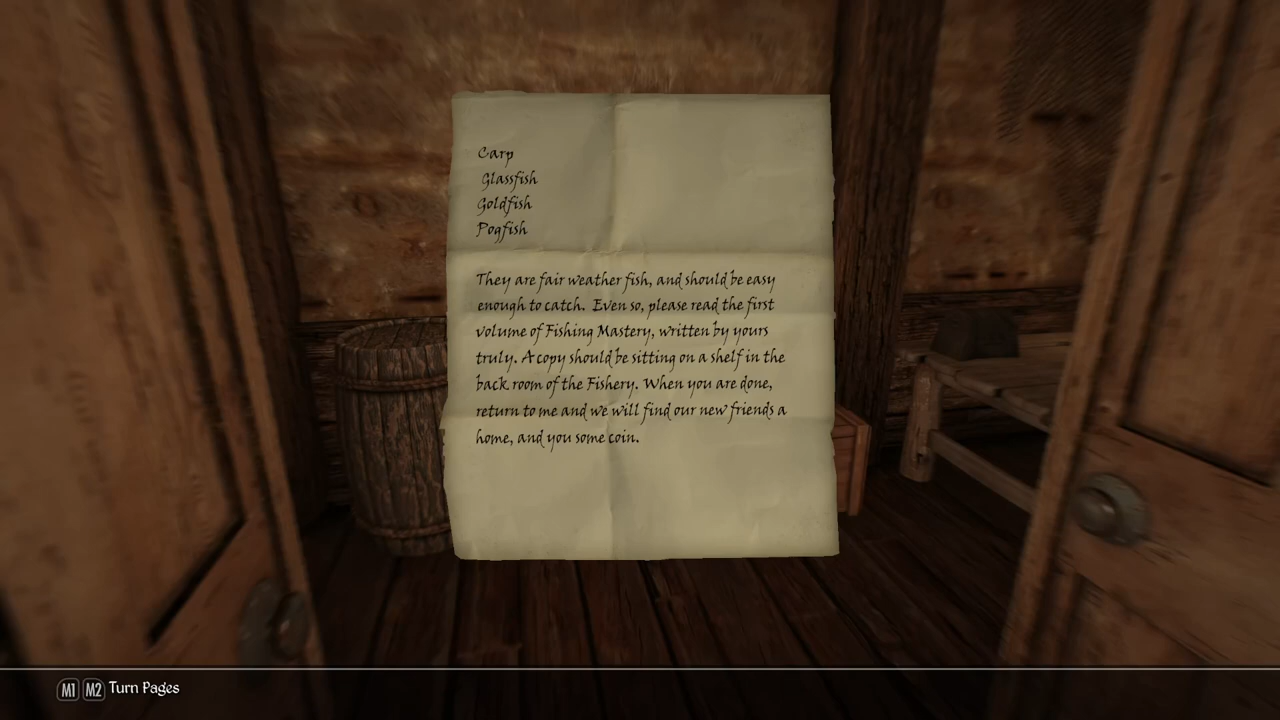 Carp
Glassfish
Goldfish
Pogfish
They are fair weather fish, and should be easy
enough to catch. Even so, please read the first
volume of Fishing Mastery, written by yours
truly. A copy should be sitting on a shelf in the
back room of the Fishery. When you are done,
return to me and we will find our new friends a
home, and you some coin.
M1 M2 Turn Pages